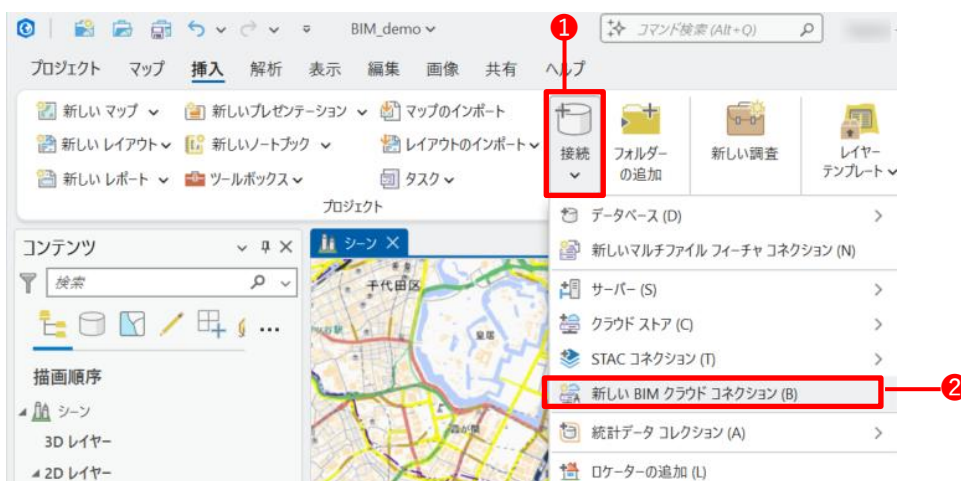 BIM_demo
コマンド検索 (Alt+Q)
1
プロジェクト マップ 挿入 解析 表示 編集 画像 共有 ヘルプ
新しい マップ 新しいプレゼンテーション マップのインポート
新しい レイアウト 新しいノートブック レイアウトのインポート
新しい レポート ツールボックス タスク
プロジェクト
接続
フォルダーの追加
新しい調査
レイヤー
テンプレート
データベース (D)
新しいマルチファイル フィーチャ コネクション (N)
サーバー (S)
クラウド ストア (C)
STAC コネクション (T)
新しい BIM クラウド コネクション (B)
2
統計データ コレクション (A)
ロケーターの追加 (L)
コンテンツ
検索
描画順序
シーン
3D レイヤー
2D レイヤー
シーン
千代田区
皇居